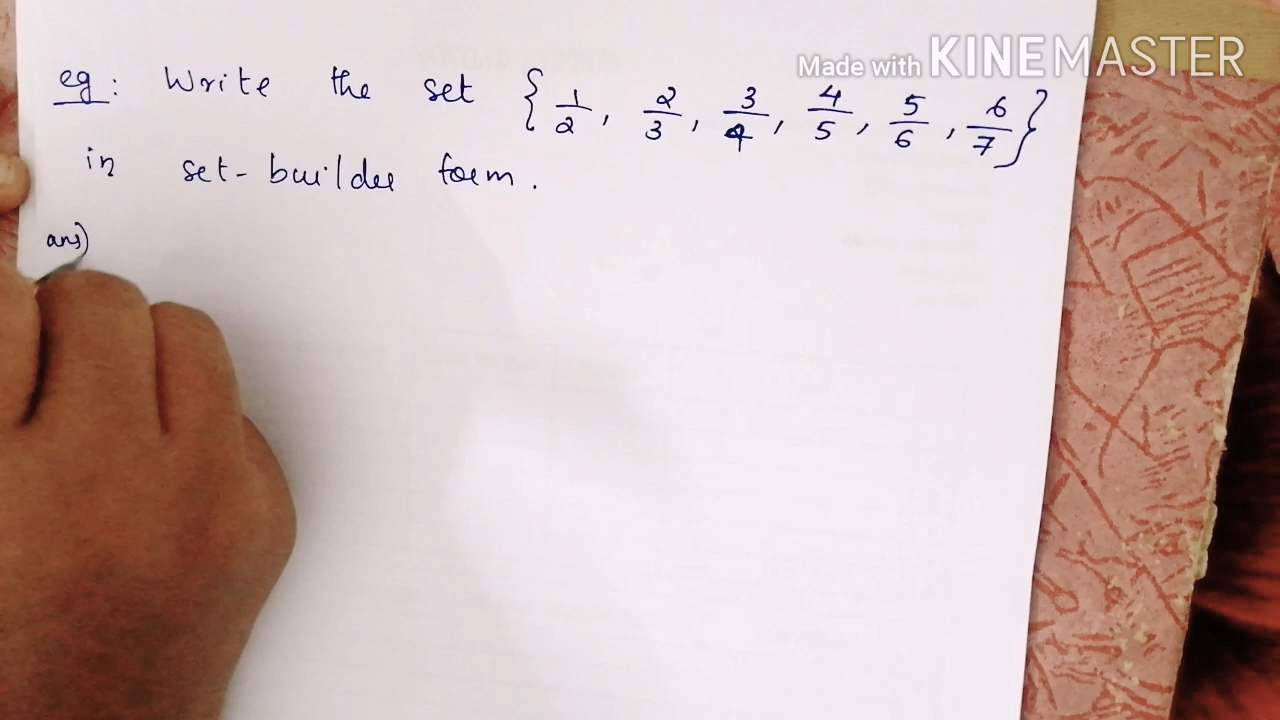 Made with KINEMASTER
eg: Write the set { 1/2, 2/3, 3/4, 4/5, 5/6, 6/7 }
in set-builder form.
ans)